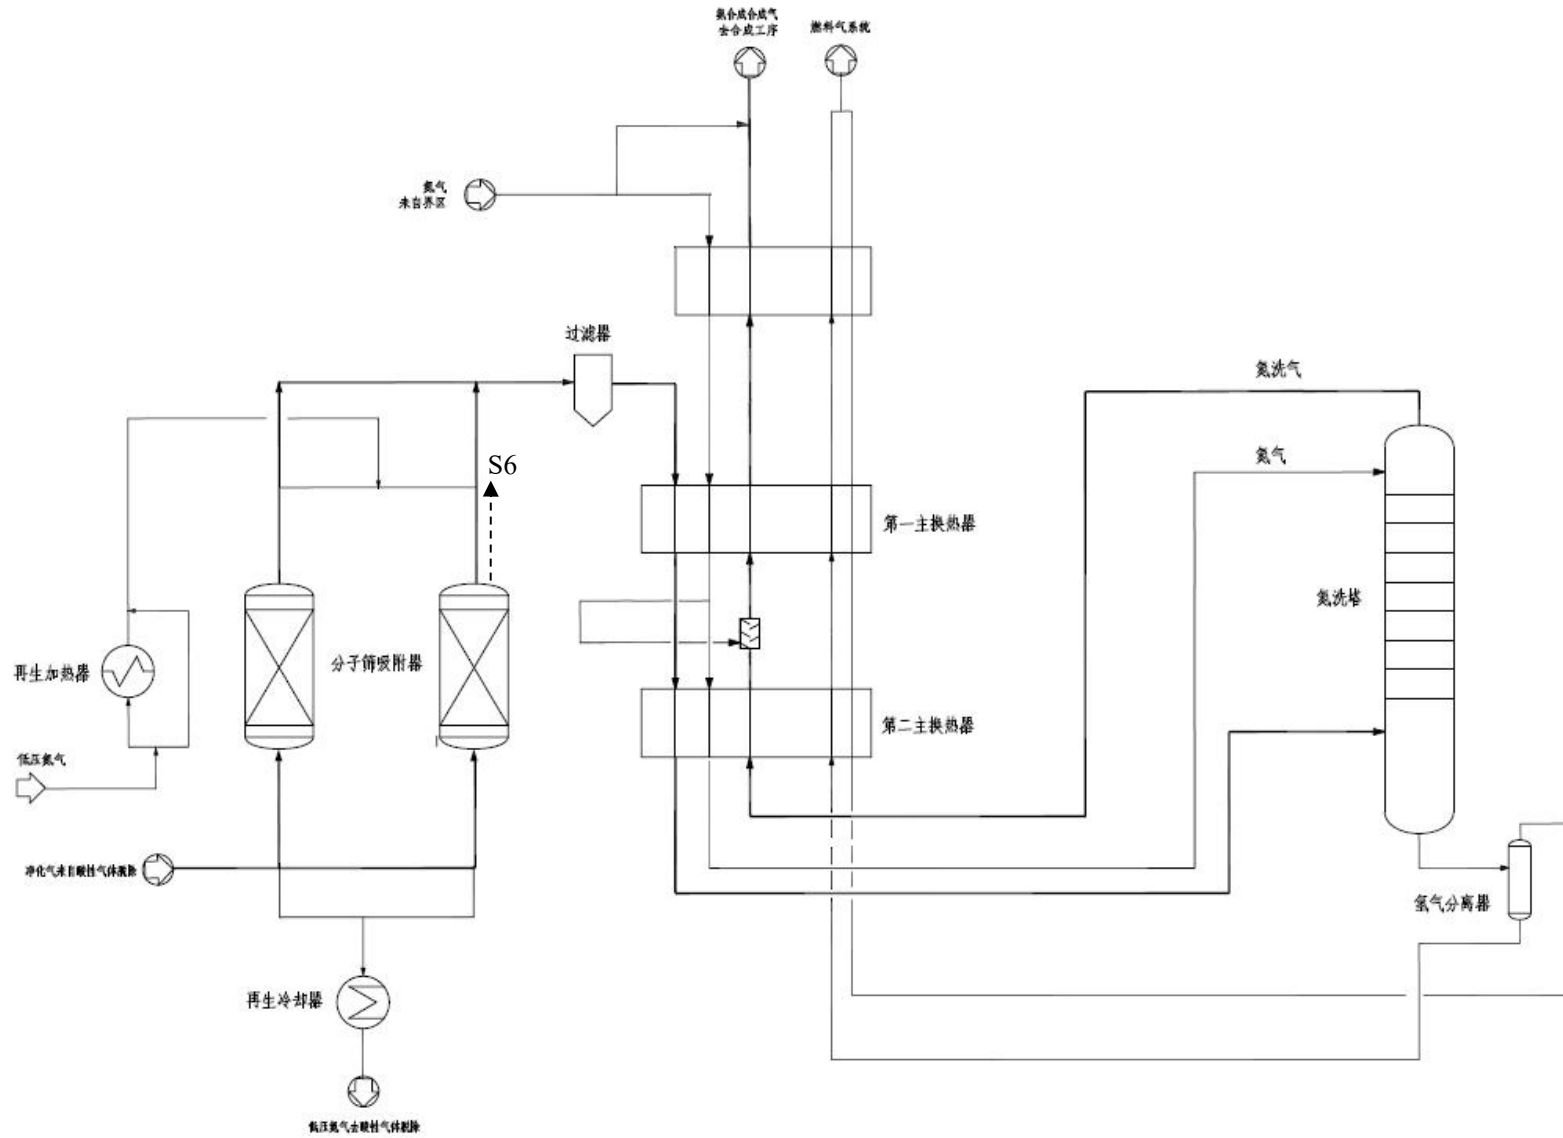 氨合成合成气
去合成工序
燃料气系统
氮气
来自界区
过滤器
氮洗气
S6
氮气
第一主换热器
氮洗塔
分子筛吸附器
再生加热器
第二主换热器
低压氮气
净化气来自酸性气体脱除
氢气分离器
再生冷却器
低压氮气去酸性气体脱除